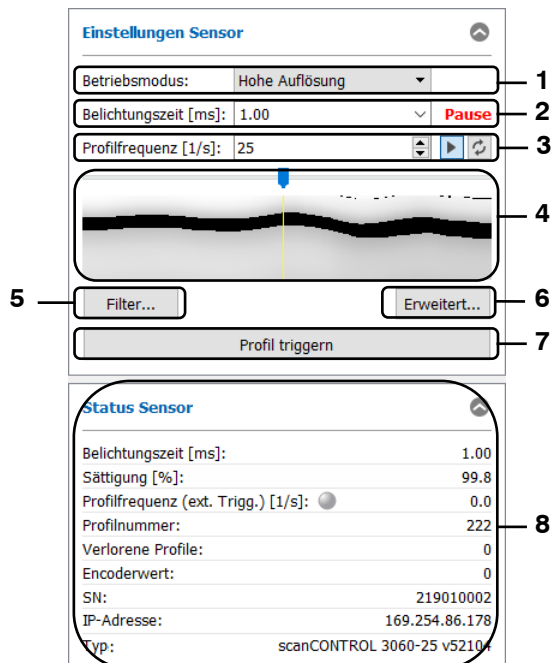 Einstellungen Sensor
Betriebsmodus: Hohe Auflösung 1
Belichtungszeit [ms]: 1.00 Pause 2
Profilfrequenz [1/s]: 25 3
4
5 Filter... Erweitert... 6
Profil triggern 7
Status Sensor
Belichtungszeit [ms]: 1.00
Sättigung [%]: 99.8
Profilfrequenz (ext. Trigg.) [1/s]: 0.0
Profilnummer: 222 8
Verlorene Profile: 0
Encoderwert: 0
SN: 219010002
IP-Adresse: 169.254.86.178
Typ: scanCONTROL 3060-25 v52104